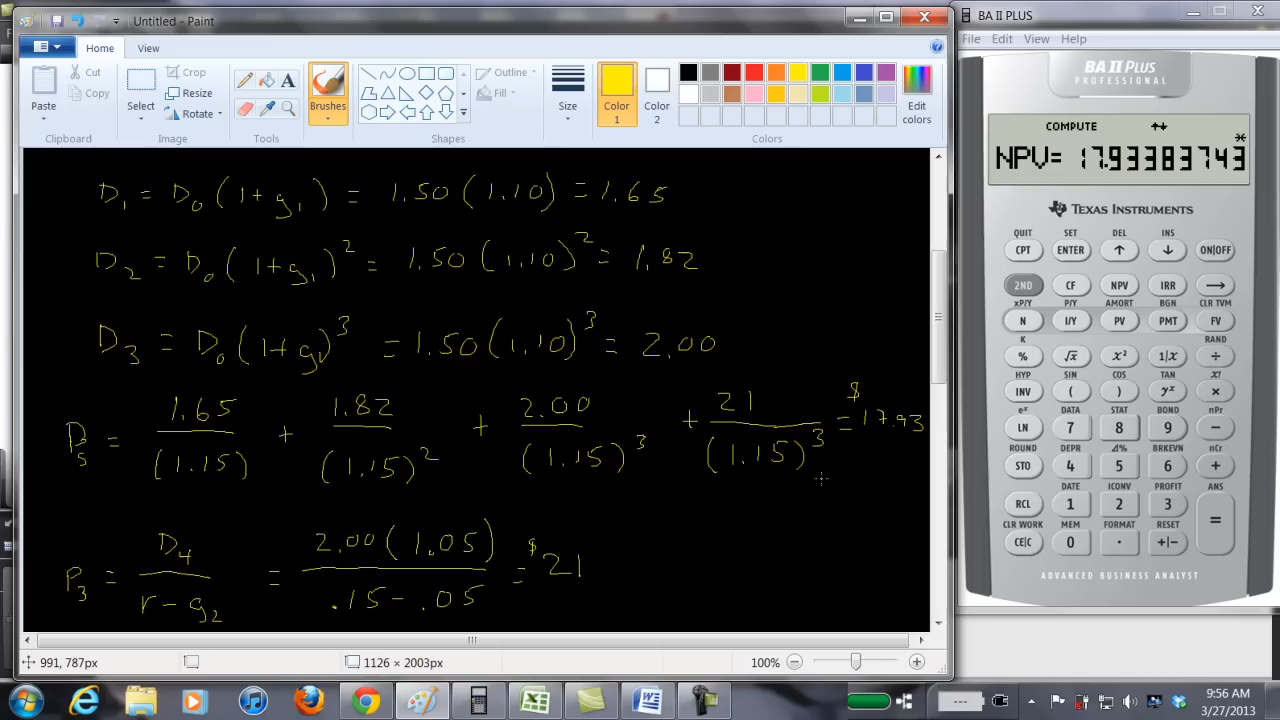 Untitled - Paint
BA II PLUS
Home View
File Edit View Help
Paste
Cut
Copy
Clipboard
Select
Crop
Resize
Rotate
Image
Tools
Brushes
Outline
Fill
Shapes
Size
Color 1
Color 2
Edit colors
Colors
D₁ = D₀(1+g₁) = 1.50(1.10) = 1.65
D₂ = D₀(1+g₁)² = 1.50(1.10)² = 1.82
D₃ = D₀(1+g₁)³ = 1.50(1.10)³ = 2.00
P₅ = 1.65/(1.15) + 1.82/(1.15)² + 2.00/(1.15)³ + 21/(1.15)³ = $17.93
P₃ = D₄/(r-g₂) = 2.00(1.05)/(.15-.05) = $21
991, 787px
1126 × 2003px
100%
BA II PLUS
PROFESSIONAL
COMPUTE
NPV= 17.93383743
TEXAS INSTRUMENTS
QUIT SET DEL INS
CPT ENTER ↑ ↓ ON|OFF
2ND CF NPV IRR →
xP/Y P/Y AMORT BGN CLR TVM
N I/Y PV PMT FV
K RAND
% √x x² 1/x ÷
HYP SIN COS TAN x!
INV ( ) yˣ ×
eˣ DATA STAT BOND nPr
LN 7 8 9 −
ROUND DEPR Δ% BRKEVN nCr
STO 4 5 6 +
DATE ICONV PROFIT ANS
RCL 1 2 3 =
CLR WORK MEM FORMAT RESET
CE|C 0 . +|−
ADVANCED BUSINESS ANALYST
9:56 AM
3/27/2013